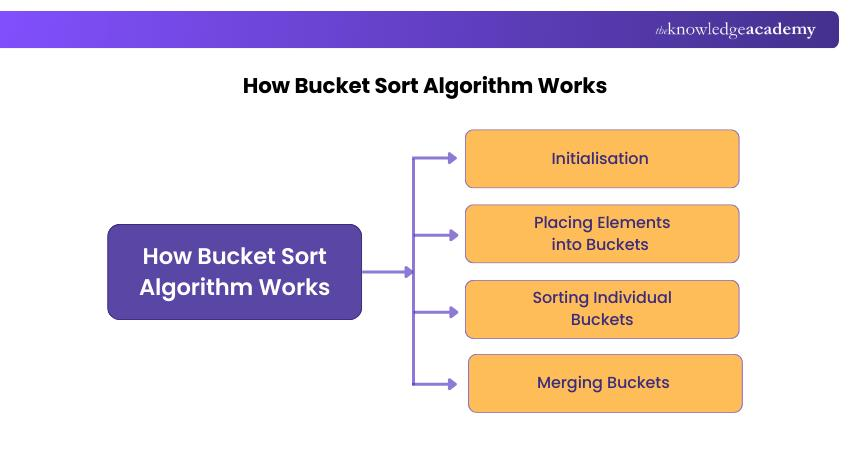 theknowledgeacademy
How Bucket Sort Algorithm Works
How Bucket Sort
Algorithm Works
Initialisation
Placing Elements
into Buckets
Sorting Individual
Buckets
Merging Buckets